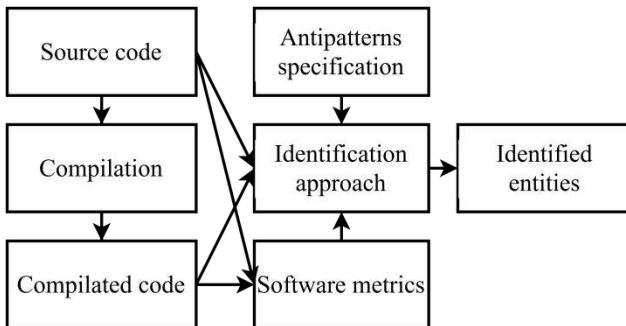 Source code
Antipatterns
specification
Compilation
Identification
approach
Identified
entities
Compilated code
Software metrics